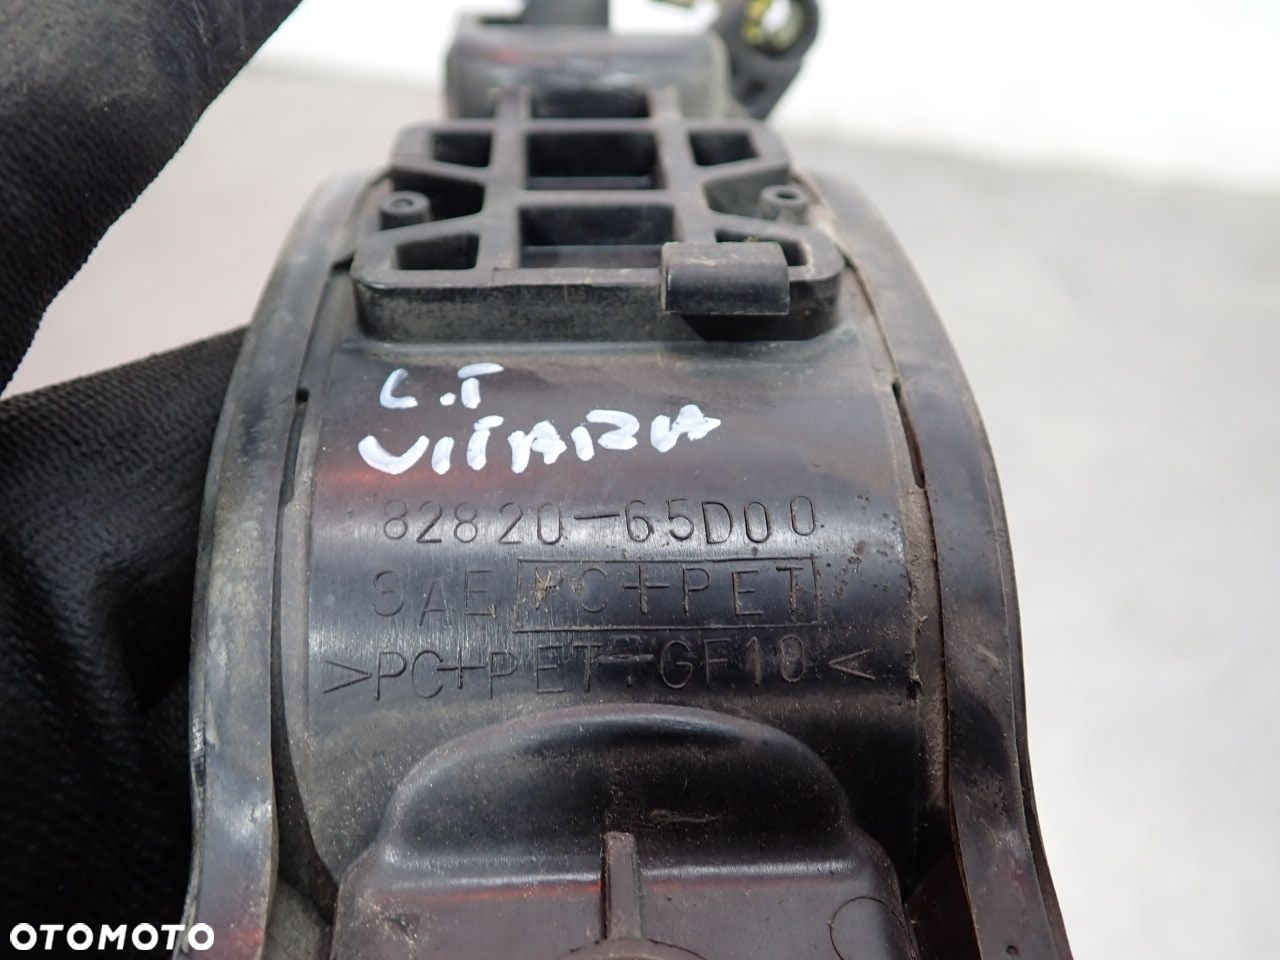 L.T
VITARA
82820-65D00
SAE PC+PET
>PC+PET-GF10<
OTOMOTO